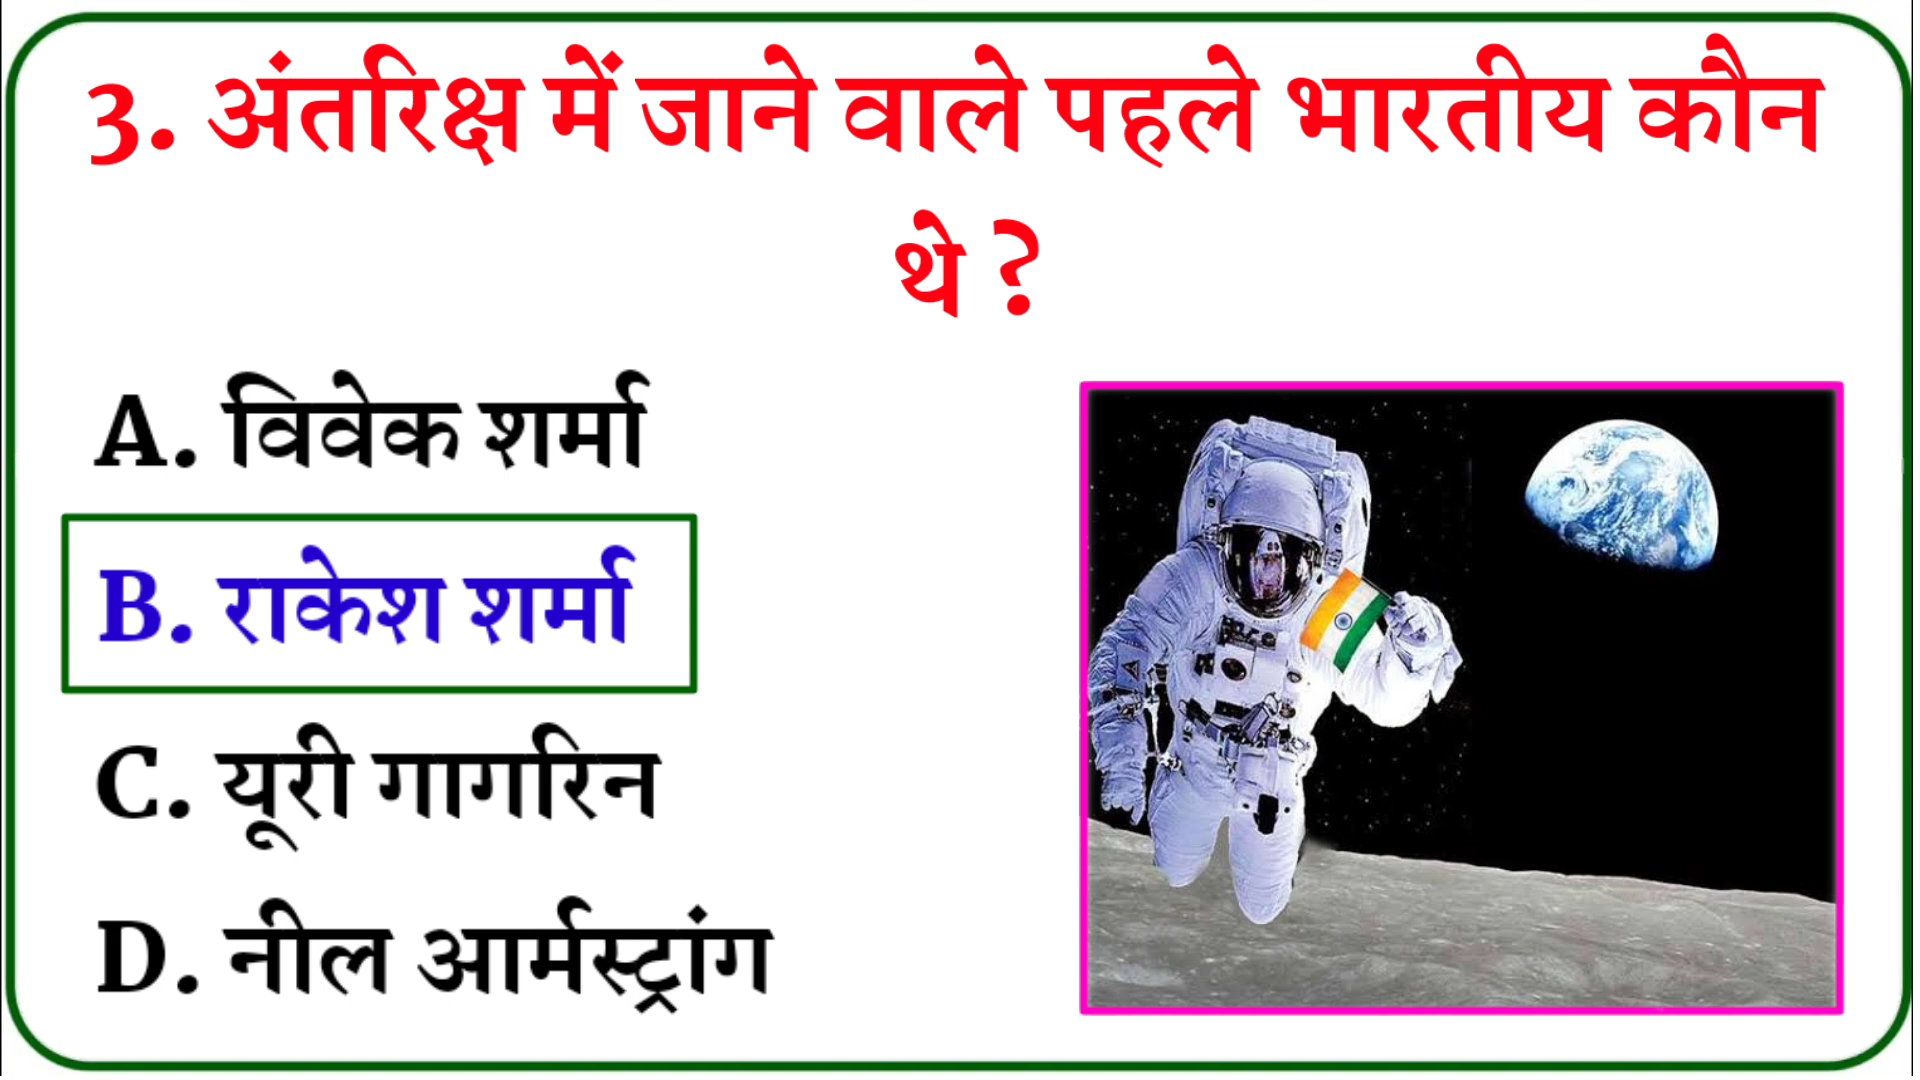 3. अंतरिक्ष में जाने वाले पहले भारतीय कौन
थे ?
A. विवेक शर्मा
B. राकेश शर्मा
C. यूरी गागरिन
D. नील आर्मस्ट्रांग